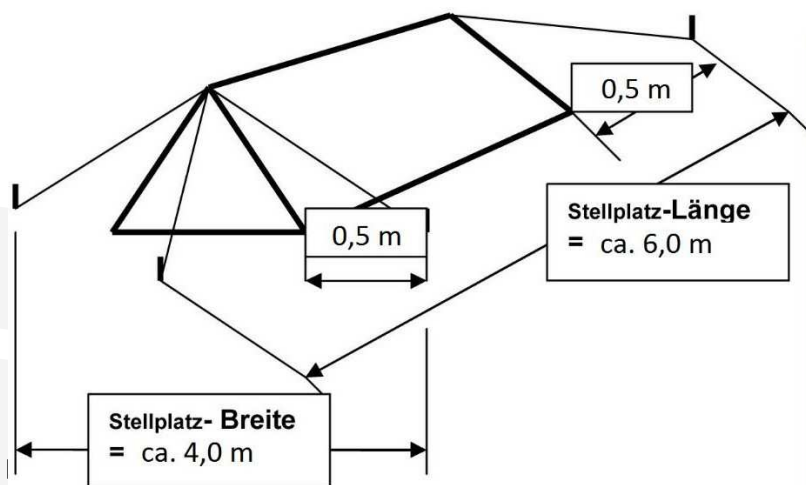 0,5 m
Stellplatz-Länge
= ca. 6,0 m
0,5 m
Stellplatz- Breite
= ca. 4,0 m